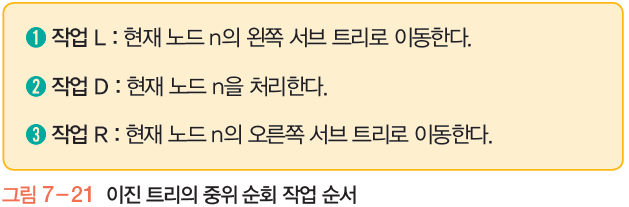 ❶ 작업 L : 현재 노드 n의 왼쪽 서브 트리로 이동한다.
❷ 작업 D : 현재 노드 n을 처리한다.
❸ 작업 R : 현재 노드 n의 오른쪽 서브 트리로 이동한다.
그림 7-21 이진 트리의 중위 순회 작업 순서